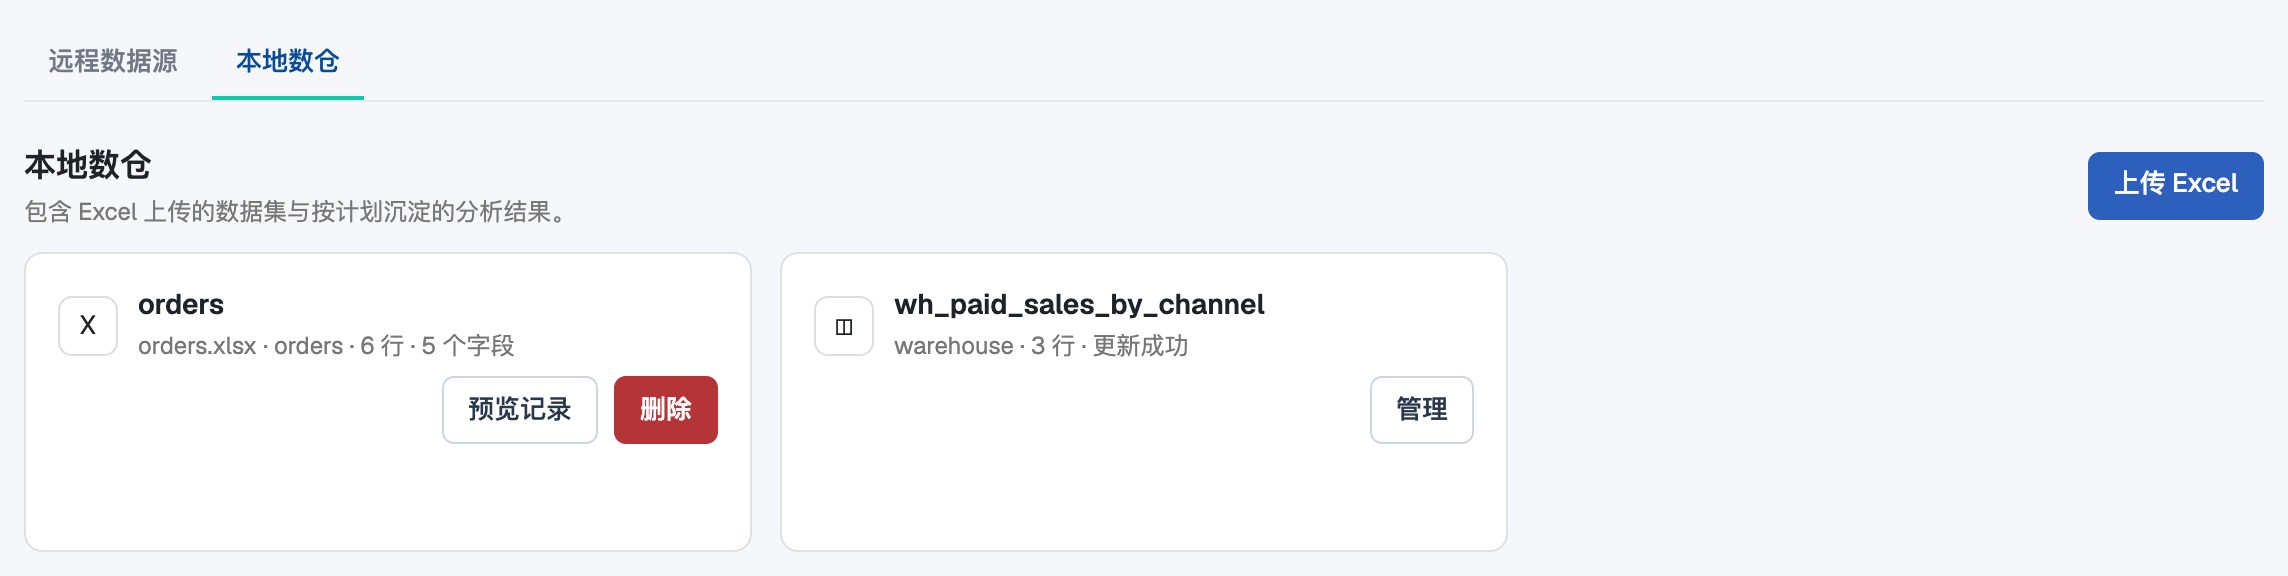 远程数据源
本地数仓
本地数仓
包含 Excel 上传的数据集与按计划沉淀的分析结果。
上传 Excel
X
orders
orders.xlsx · orders · 6 行 · 5 个字段
预览记录
删除
wh_paid_sales_by_channel
warehouse · 3 行 · 更新成功
管理